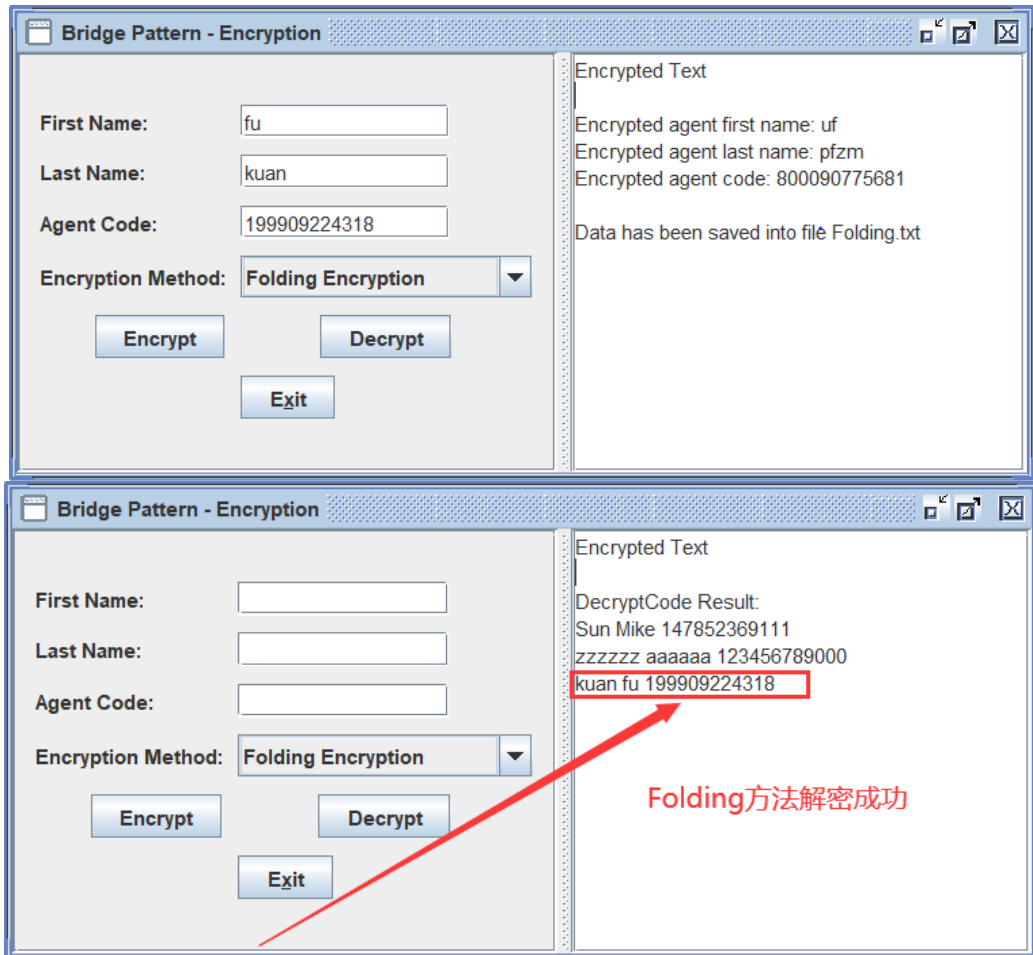 Bridge Pattern - Encryption
First Name:
fu
Last Name:
kuan
Agent Code:
199909224318
Encryption Method:
Folding Encryption
Encrypt
Decrypt
Exit
Encrypted Text
Encrypted agent first name: uf
Encrypted agent last name: pfzm
Encrypted agent code: 800090775681
Data has been saved into file Folding.txt
Bridge Pattern - Encryption
First Name:
Last Name:
Agent Code:
Encryption Method:
Folding Encryption
Encrypt
Decrypt
Exit
Encrypted Text
DecryptCode Result:
Sun Mike 147852369111
zzzzzz aaaaaa 123456789000
kuan fu 199909224318
Folding方法解密成功